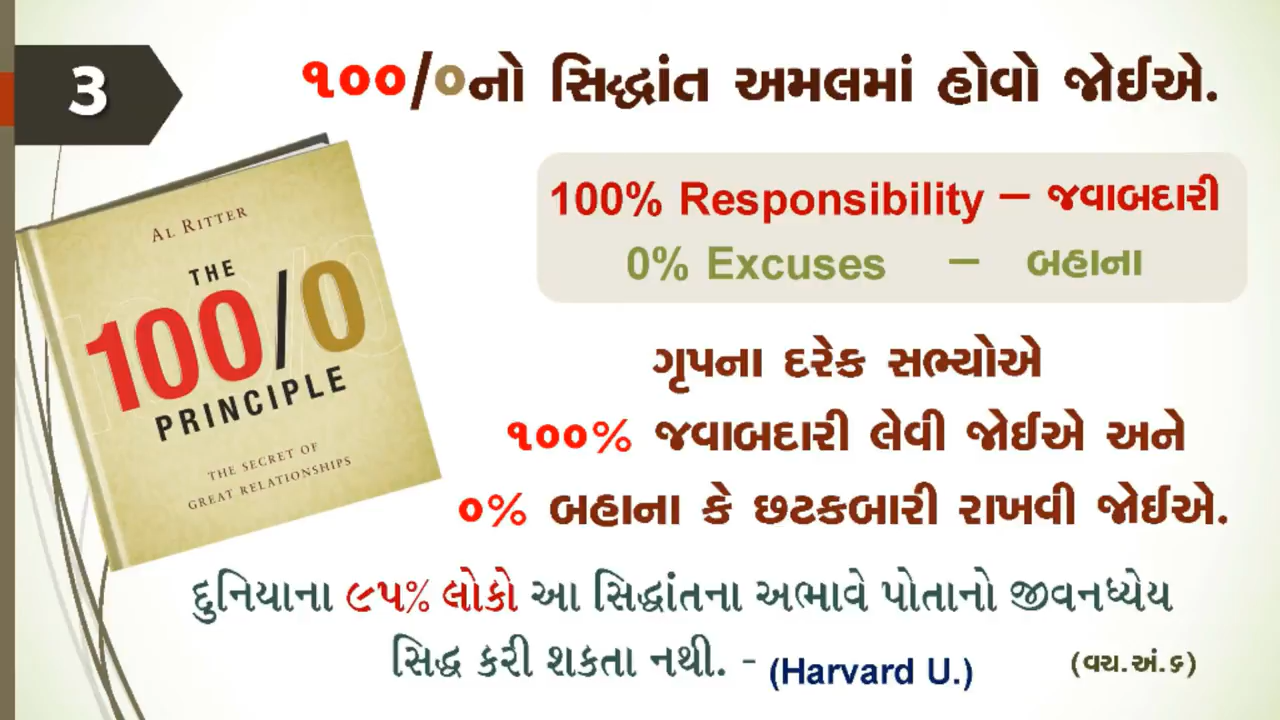 3
૧૦૦/૦નો સિદ્ધાંત અમલમાં હોવો જોઈએ.
AL RITTER
THE
100/0
PRINCIPLE
THE SECRET OF
GREAT RELATIONSHIPS
100% Responsibility – જવાબદારી
0% Excuses – બહાના
ગૃપના દરેક સભ્યોએ
૧૦૦% જવાબદારી લેવી જોઈએ અને
૦% બહાના કે છટકબારી રાખવી જોઈએ.
દુનિયાના ૯૫% લોકો આ સિદ્ધાંતના અભાવે પોતાનો જીવનધ્યેય
સિદ્ધ કરી શકતા નથી. - (Harvard U.)
(વચ.અં.૬)